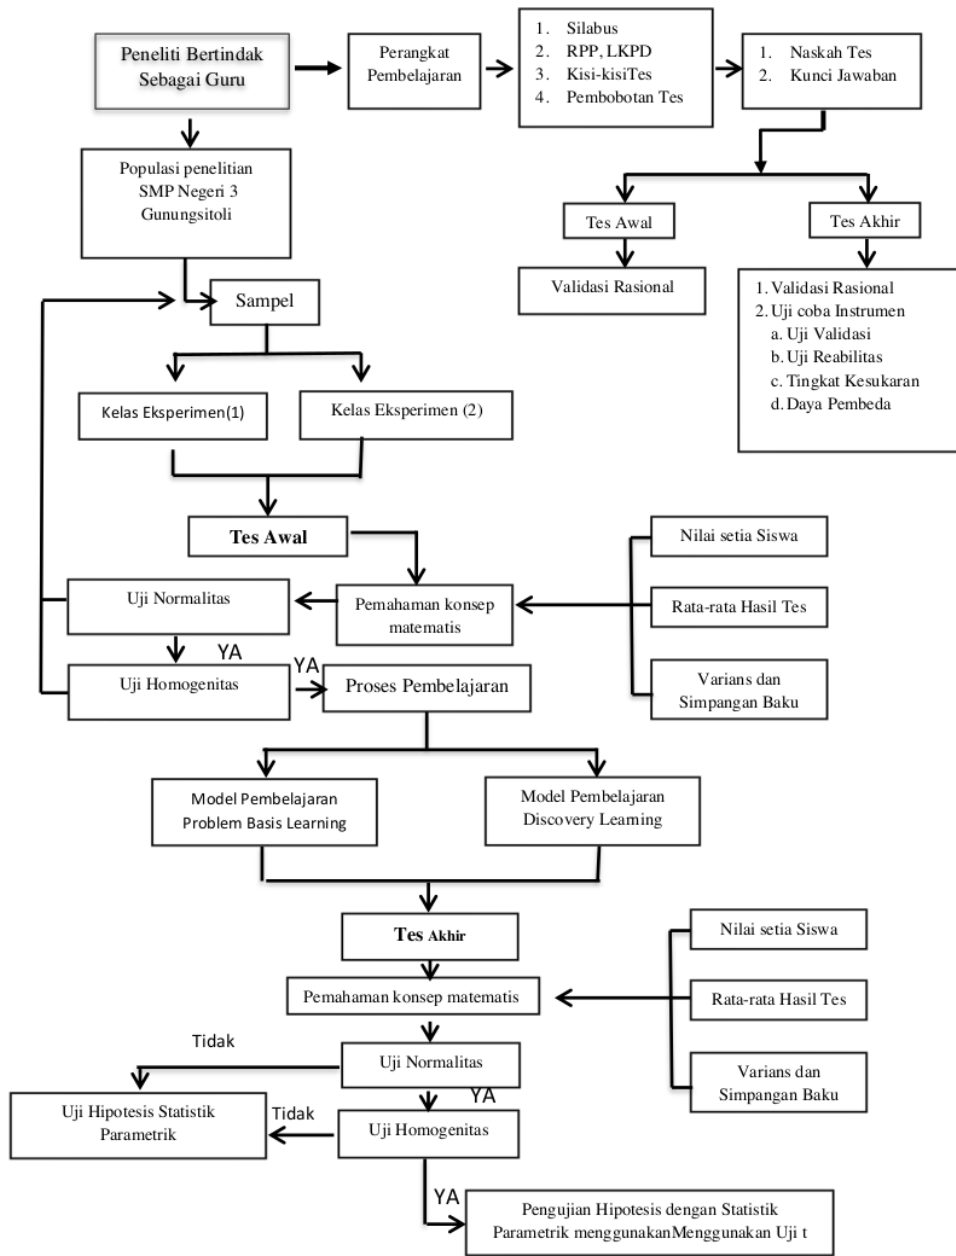 Peneliti Bertindak
Sebagai Guru
Perangkat
Pembelajaran
1. Silabus
2. RPP, LKPD
3. Kisi-kisiTes
4. Pembobotan Tes
1. Naskah Tes
2. Kunci Jawaban
Populasi penelitian
SMP Negeri 3
Gunungsitoli
Tes Awal
Tes Akhir
Validasi Rasional
1. Validasi Rasional
2. Uji coba Instrumen
a. Uji Validasi
b. Uji Reabilitas
c. Tingkat Kesukaran
d. Daya Pembeda
Sampel
Kelas Eksperimen(1)
Kelas Eksperimen (2)
Tes Awal
Nilai setia Siswa
Uji Normalitas
Pemahaman konsep
matematis
Rata-rata Hasil Tes
YA
YA
Uji Homogenitas
Proses Pembelajaran
Varians dan
Simpangan Baku
Model Pembelajaran
Problem Basis Learning
Model Pembelajaran
Discovery Learning
Tes Akhir
Nilai setia Siswa
Pemahaman konsep matematis
Rata-rata Hasil Tes
Tidak
Uji Normalitas
YA
Varians dan
Simpangan Baku
Uji Hipotesis Statistik
Parametrik
Tidak
Uji Homogenitas
YA
Pengujian Hipotesis dengan Statistik
Parametrik menggunakanMenggunakan Uji t